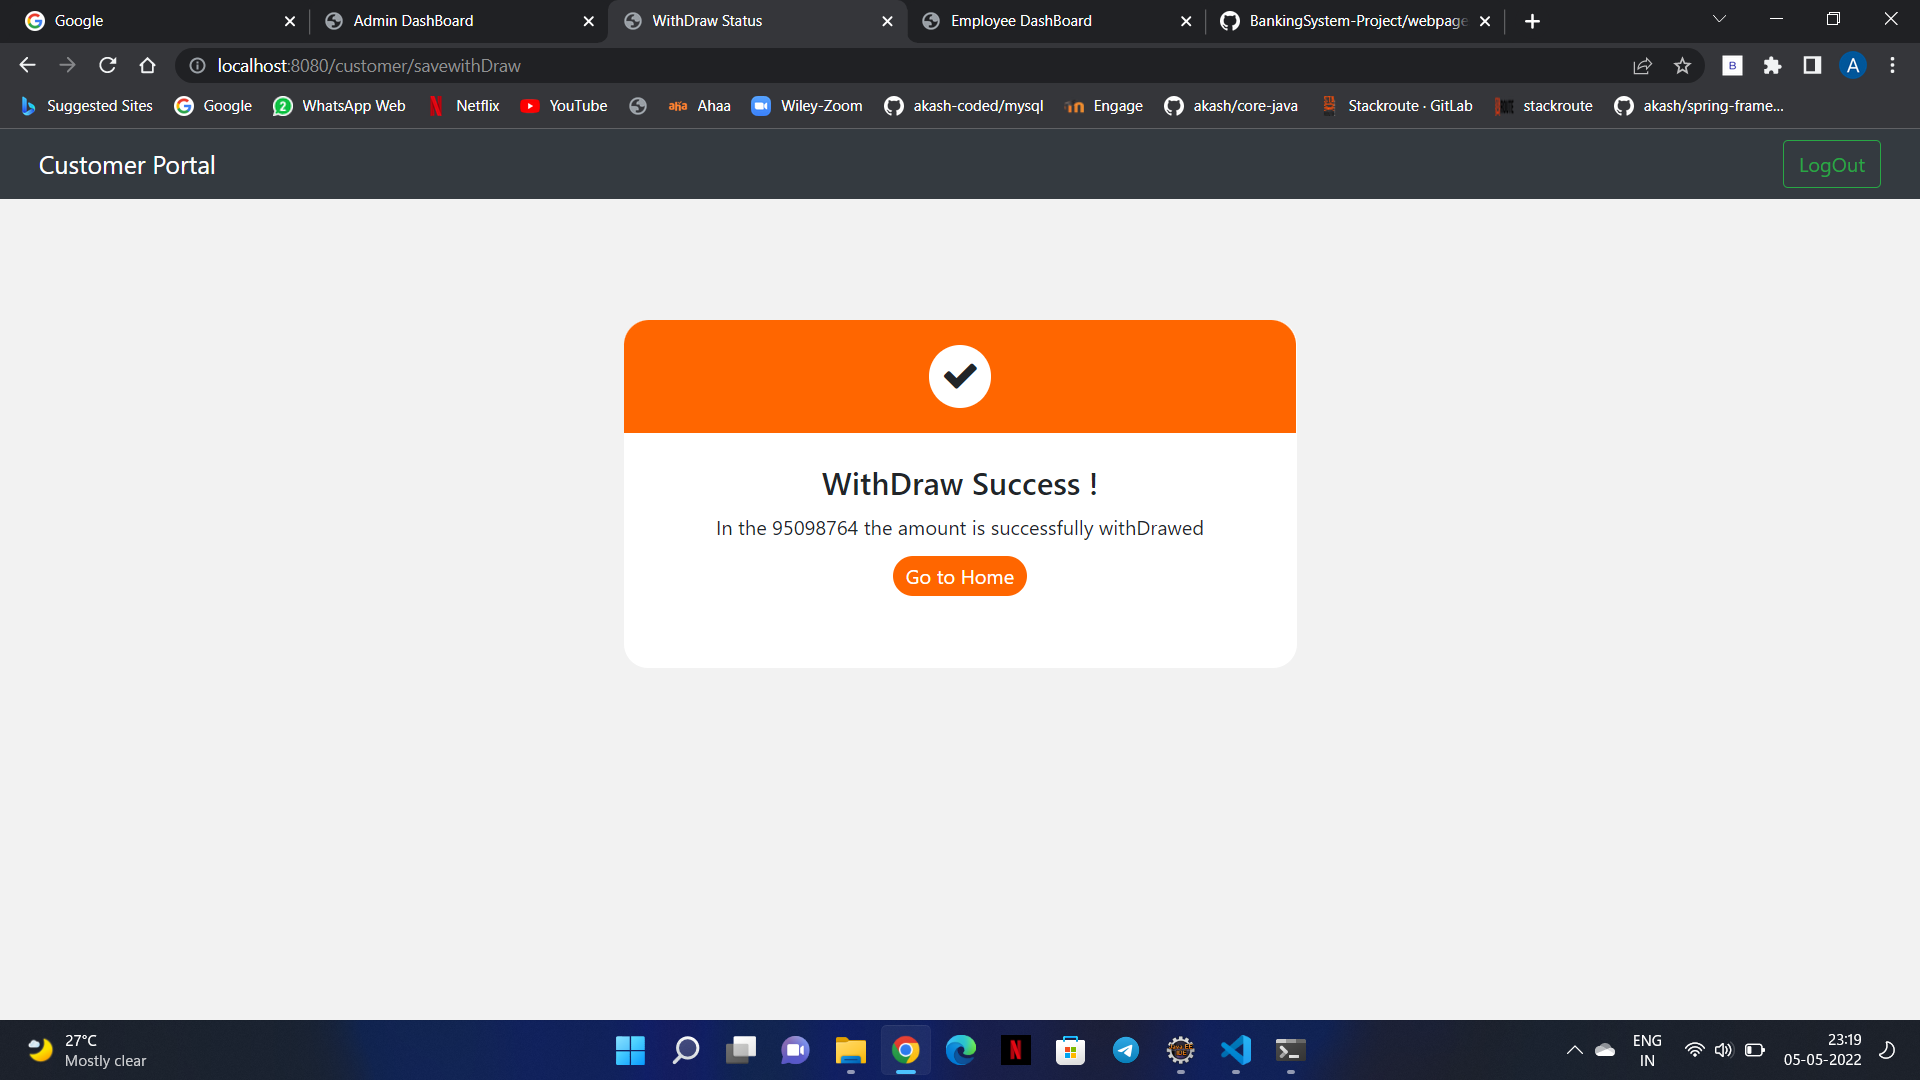 Google
Admin DashBoard
WithDraw Status
Employee DashBoard
BankingSystem-Project/webpage
localhost:8080/customer/savewithDraw
B
A
Suggested Sites
Google
2
WhatsApp Web
Netflix
YouTube
aha
Ahaa
Wiley-Zoom
akash-coded/mysql
Engage
akash/core-java
Stackroute · GitLab
stackroute
akash/spring-frame...
Customer Portal
LogOut
WithDraw Success !
In the 95098764 the amount is successfully withDrawed
Go to Home
27°C
Mostly clear
N
ENG
IN
23:19
05-05-2022